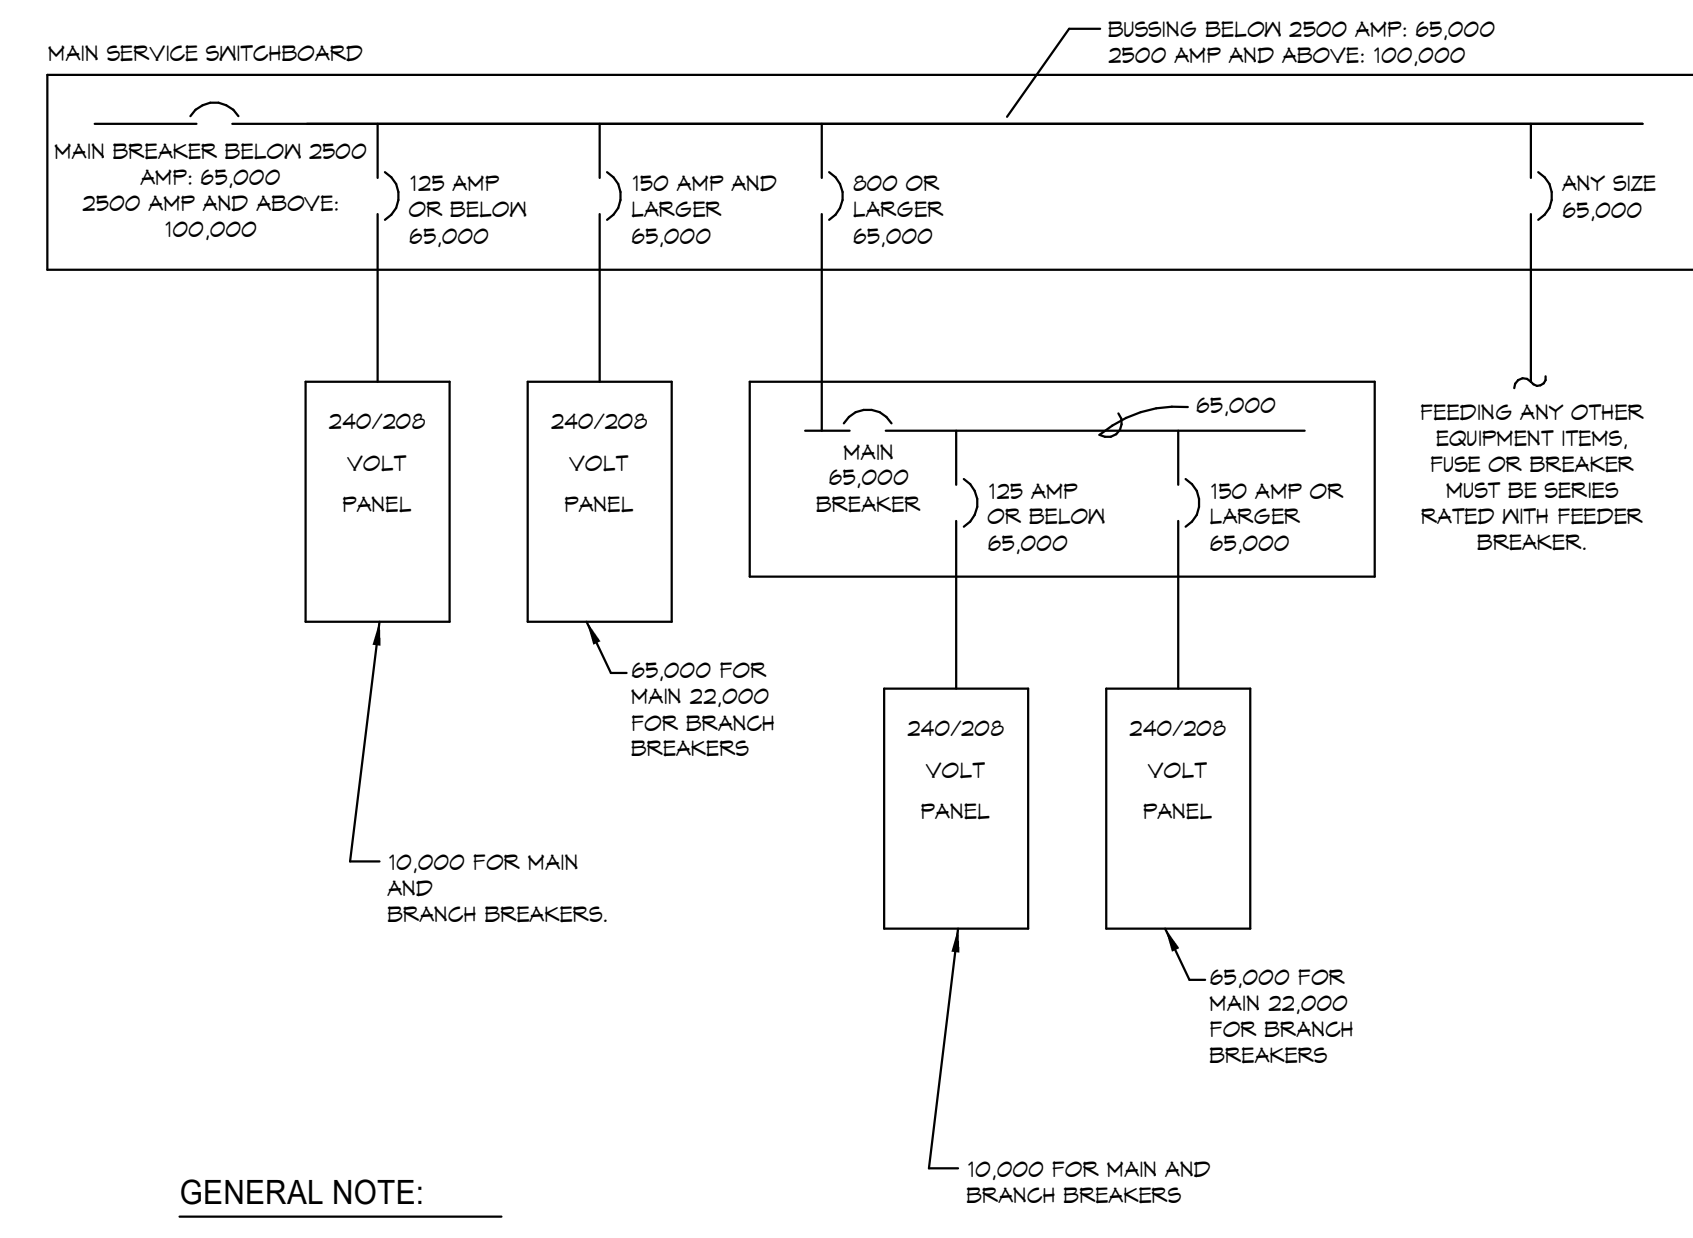 BUSSING BELOW 2500 AMP: 65,000
2500 AMP AND ABOVE: 100,000
MAIN SERVICE SWITCHBOARD
MAIN BREAKER BELOW 2500
AMP: 65,000
2500 AMP AND ABOVE:
100,000
125 AMP
OR BELOW
65,000
150 AMP AND
LARGER
65,000
800 OR
LARGER
65,000
ANY SIZE
65,000
240/208
VOLT
PANEL
240/208
VOLT
PANEL
65,000
MAIN
65,000
BREAKER
125 AMP
OR BELOW
65,000
150 AMP OR
LARGER
65,000
FEEDING ANY OTHER
EQUIPMENT ITEMS,
FUSE OR BREAKER
MUST BE SERIES
RATED WITH FEEDER
BREAKER.
65,000 FOR
MAIN 22,000
FOR BRANCH
BREAKERS
10,000 FOR MAIN
AND
BRANCH BREAKERS.
240/208
VOLT
PANEL
240/208
VOLT
PANEL
65,000 FOR
MAIN 22,000
FOR BRANCH
BREAKERS
10,000 FOR MAIN AND
BRANCH BREAKERS
GENERAL NOTE: